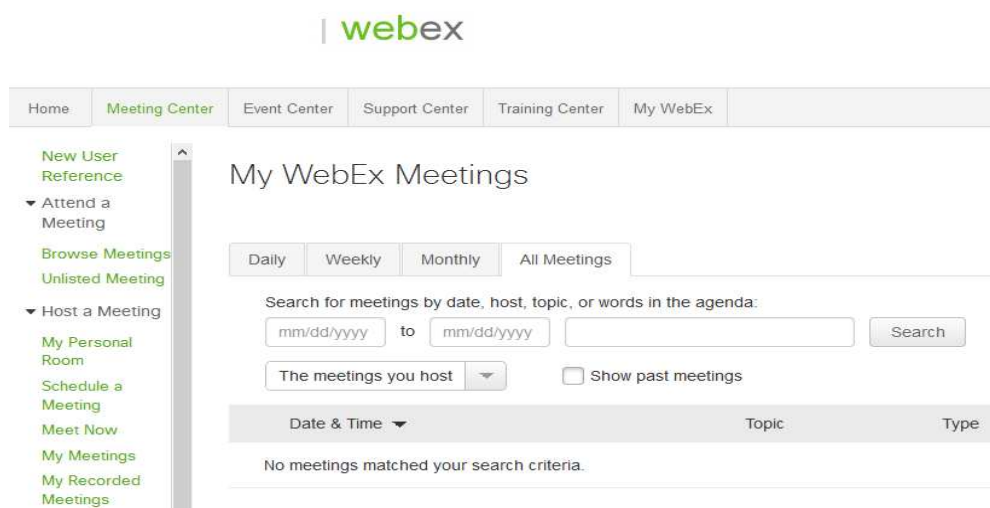 | webex
Home Meeting Center Event Center Support Center Training Center My WebEx
New User
Reference
Attend a
Meeting
Browse Meetings
Unlisted Meeting
Host a Meeting
My Personal
Room
Schedule a
Meeting
Meet Now
My Meetings
My Recorded
Meetings
My WebEx Meetings
Daily Weekly Monthly All Meetings
Search for meetings by date, host, topic, or words in the agenda:
mm/dd/yyyy to mm/dd/yyyy Search
The meetings you host Show past meetings
Date & Time Topic Type
No meetings matched your search criteria.